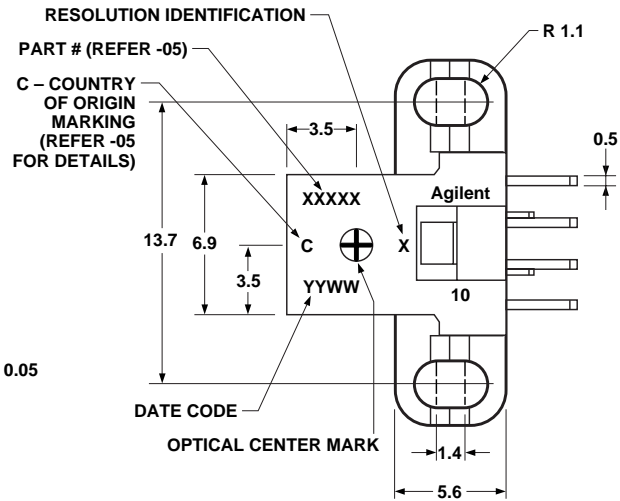 RESOLUTION IDENTIFICATION
R 1.1
PART # (REFER -05)
C – COUNTRY
OF ORIGIN
MARKING
(REFER -05
FOR DETAILS)
3.5
0.5
XXXXX
Agilent
13.7
6.9
C
X
3.5
YYWW
10
0.05
DATE CODE
OPTICAL CENTER MARK
1.4
5.6